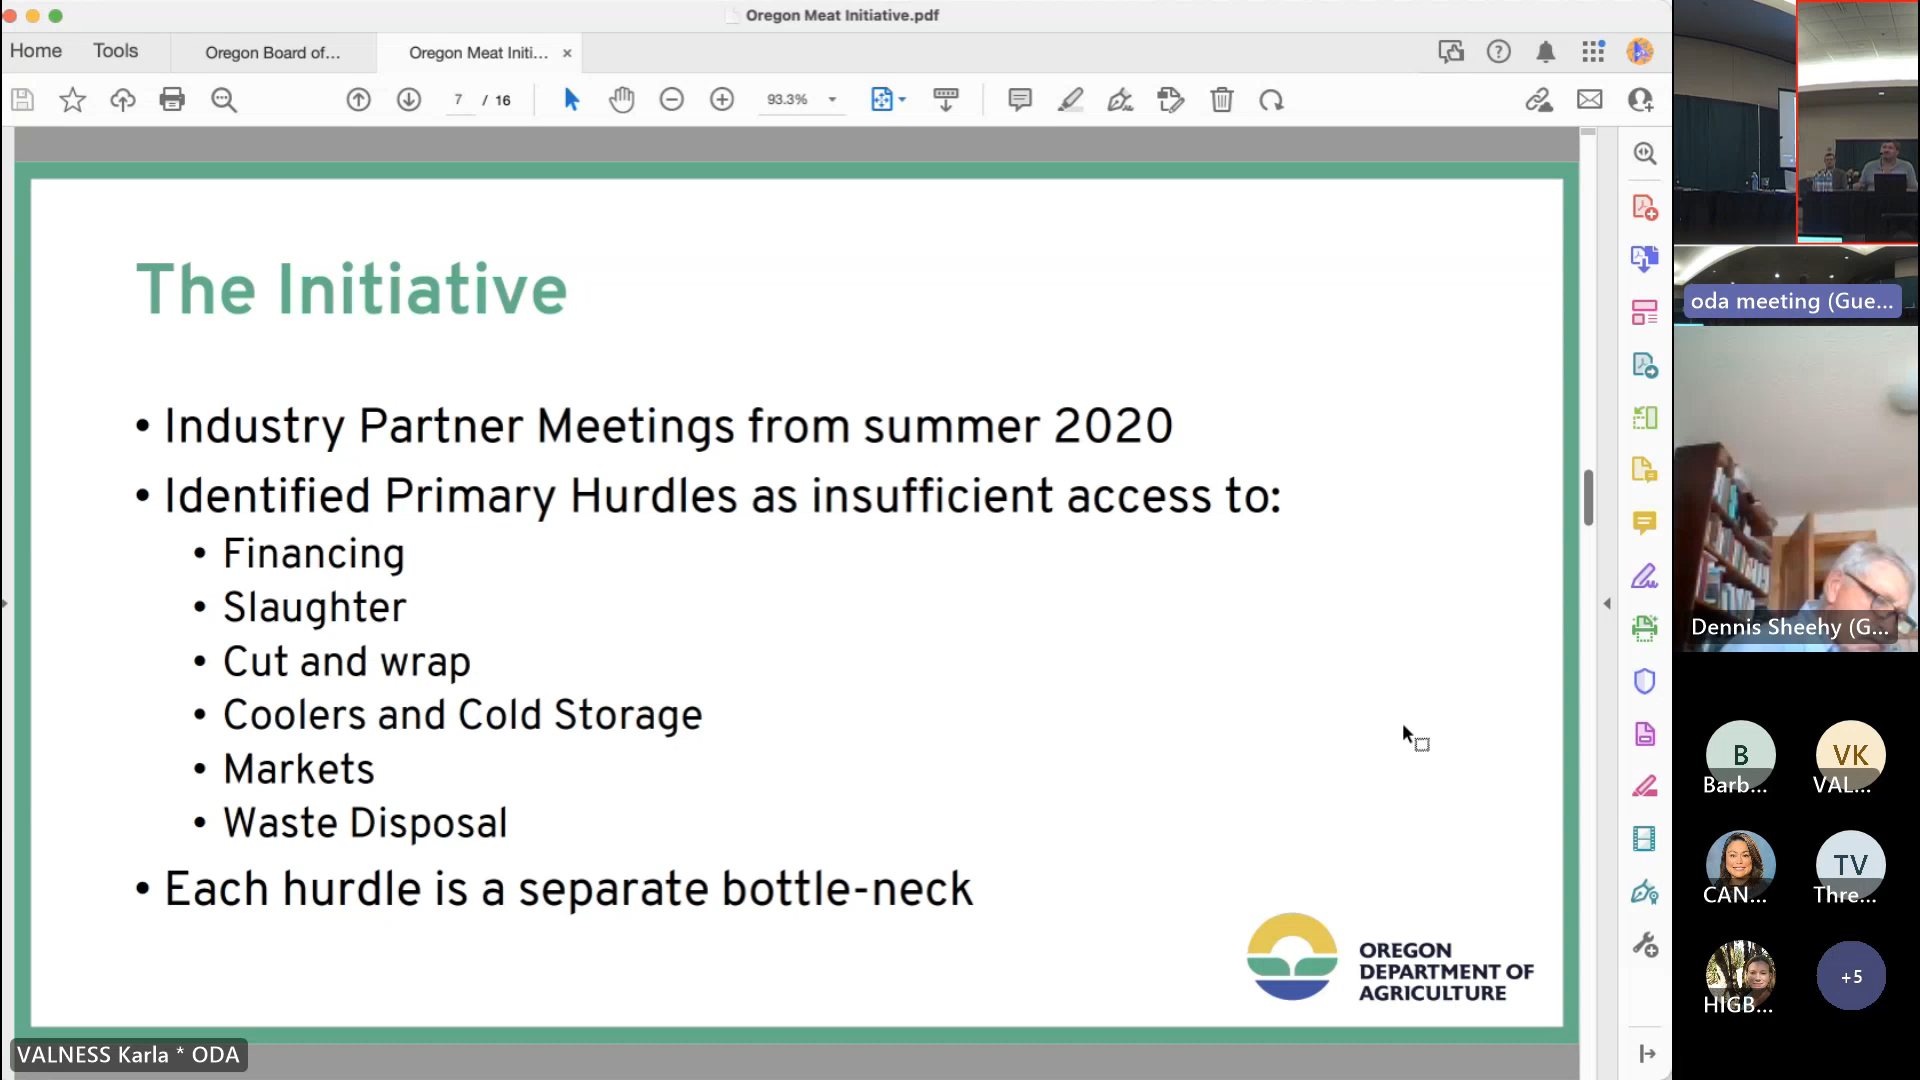 Oregon Meat Initiative.pdf
Home
Tools
Oregon Board of...
Oregon Meat Initi... ×
7 / 16
93.3%
The Initiative
• Industry Partner Meetings from summer 2020
• Identified Primary Hurdles as insufficient access to:
• Financing
• Slaughter
• Cut and wrap
• Coolers and Cold Storage
• Markets
• Waste Disposal
• Each hurdle is a separate bottle-neck
OREGON
DEPARTMENT OF
AGRICULTURE
VALNESS Karla * ODA
oda meeting (Gue...
Dennis Sheehy (G...
B
Barb...
VK
VAL...
CAN...
TV
Thre...
HIGB...
+5